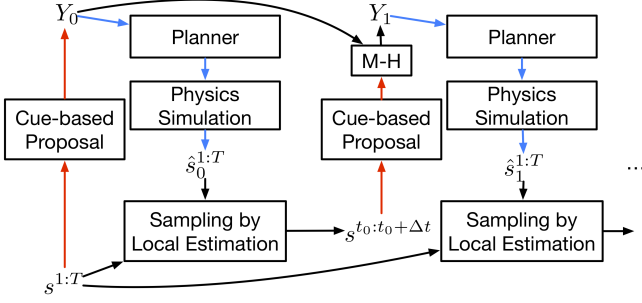 Y₀
Planner
Y₁
Planner
M-H
Cue-based
Proposal
Physics
Simulation
Cue-based
Proposal
Physics
Simulation
ŝ₀^{1:T}
ŝ₁^{1:T}
...
Sampling by
Local Estimation
s^{t₀:t₀+Δt}
Sampling by
Local Estimation
s^{1:T}